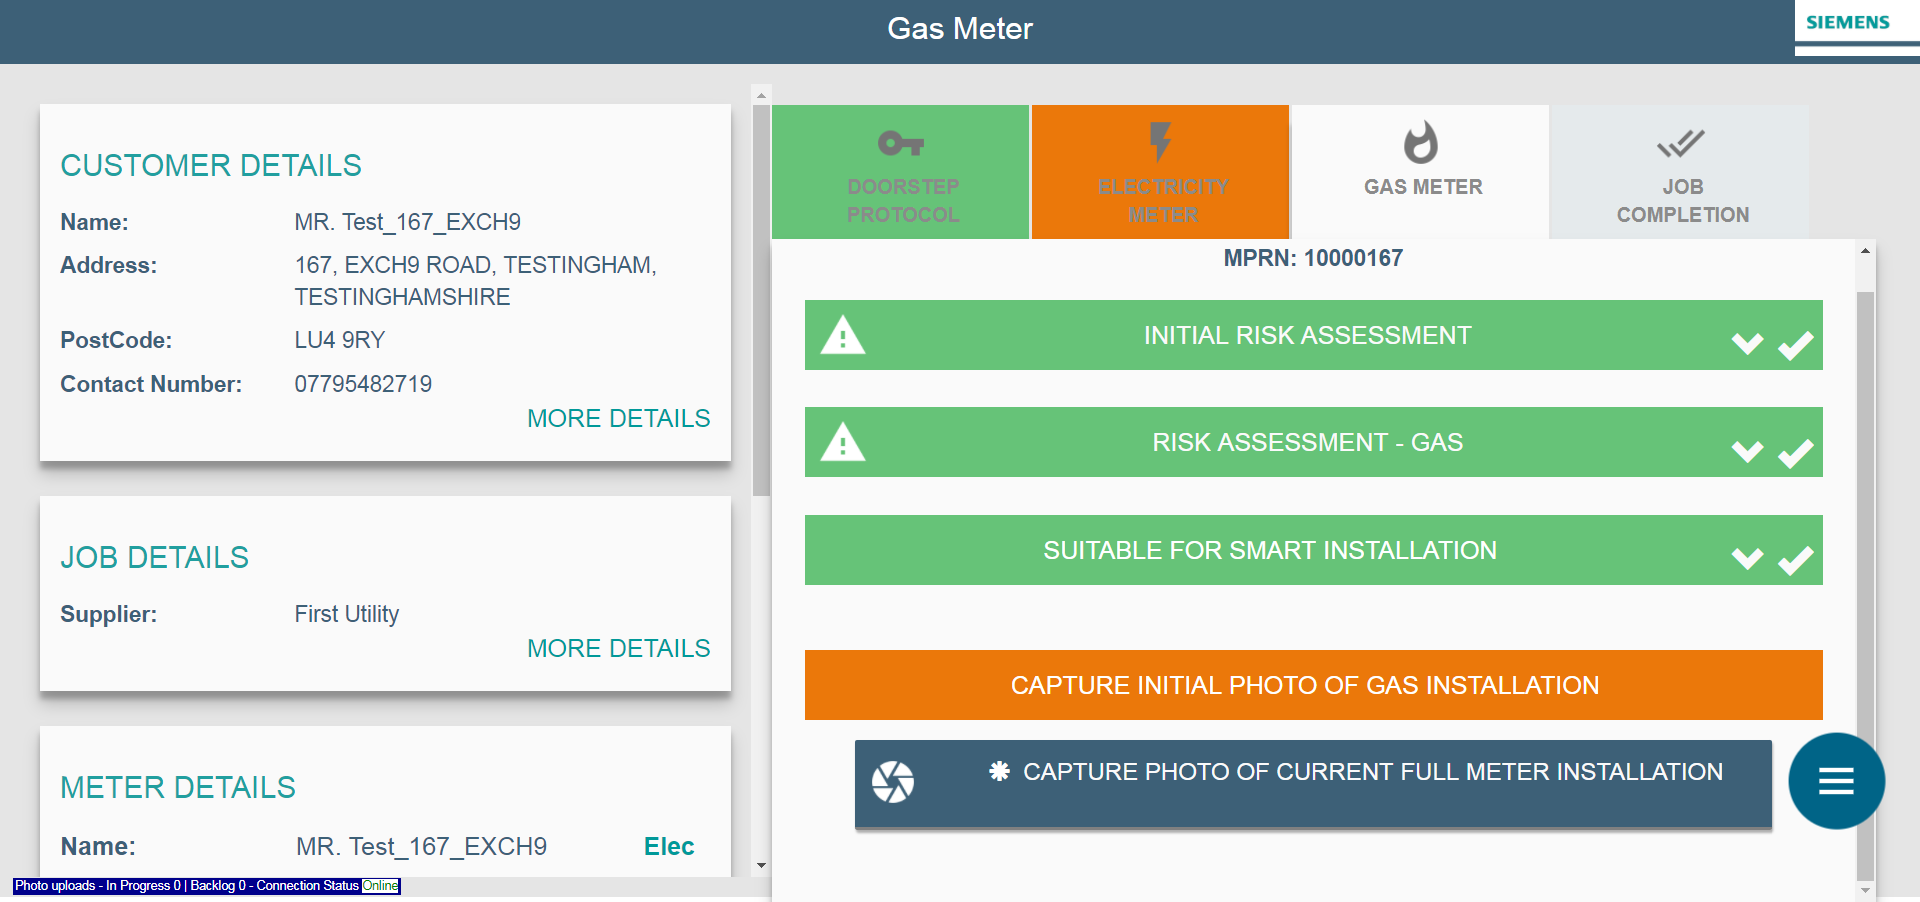 Gas Meter
SIEMENS
CUSTOMER DETAILS
Name: MR. Test_167_EXCH9
Address: 167, EXCH9 ROAD, TESTINGHAM,
TESTINGHAMSHIRE
PostCode: LU4 9RY
Contact Number: 07795482719
MORE DETAILS
JOB DETAILS
Supplier: First Utility
MORE DETAILS
METER DETAILS
Name: MR. Test_167_EXCH9 Elec
Photo uploads - In Progress 0 | Backlog 0 - Connection Status Online
DOORSTEP
PROTOCOL
ELECTRICITY
METER
GAS METER
JOB
COMPLETION
MPRN: 10000167
INITIAL RISK ASSESSMENT
RISK ASSESSMENT - GAS
SUITABLE FOR SMART INSTALLATION
CAPTURE INITIAL PHOTO OF GAS INSTALLATION
✱ CAPTURE PHOTO OF CURRENT FULL METER INSTALLATION